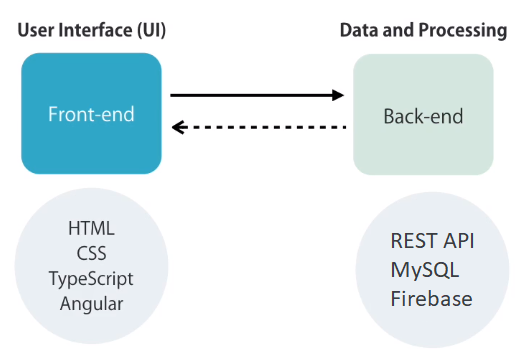 User Interface (UI)
Data and Processing
Front-end
Back-end
HTML
CSS
TypeScript
Angular
REST API
MySQL
Firebase